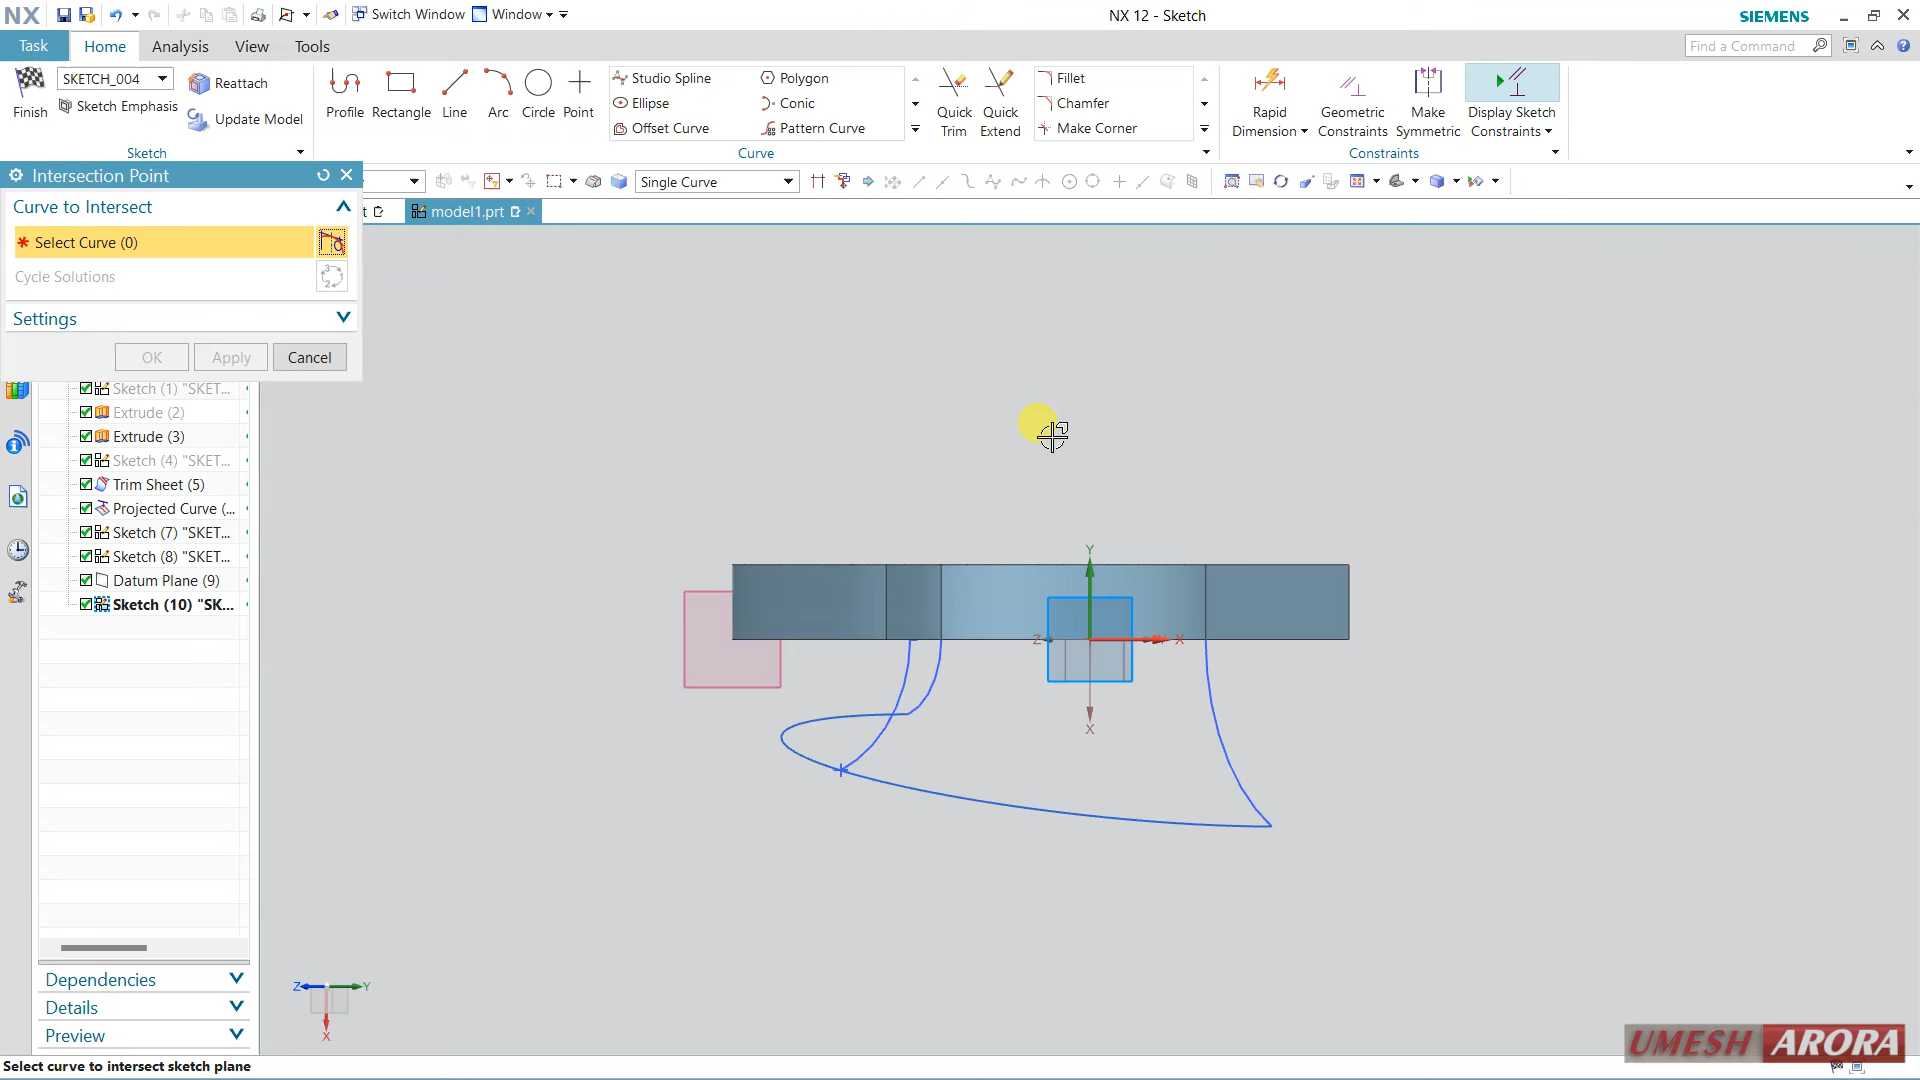 NX Switch Window Window NX 12 - Sketch SIEMENS
Task Home Analysis View Tools Find a Command
Finish SKETCH_004 Reattach
Sketch Emphasis Update Model
Sketch
Profile Rectangle Line Arc Circle Point
Studio Spline Polygon
Ellipse Conic
Offset Curve Pattern Curve
Quick Trim
Quick Extend
Fillet
Chamfer
Make Corner
Curve
Rapid Dimension
Geometric Constraints
Make Symmetric
Display Sketch Constraints
Constraints
Single Curve
t model1.prt
Intersection Point
Curve to Intersect
* Select Curve (0)
Cycle Solutions
Settings
OK Apply Cancel
Sketch (1) "SKET...
Extrude (2)
Extrude (3)
Sketch (4) "SKET...
Trim Sheet (5)
Projected Curve (...
Sketch (7) "SKET...
Sketch (8) "SKET...
Datum Plane (9)
Sketch (10) "SK...
Dependencies
Details
Preview
Y
Z X
X
Z Y
X
UMESH ARORA
Select curve to intersect sketch plane